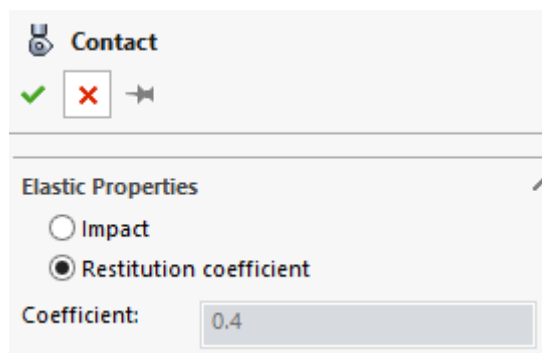 Contact
Elastic Properties
Impact
Restitution coefficient
Coefficient: 0.4